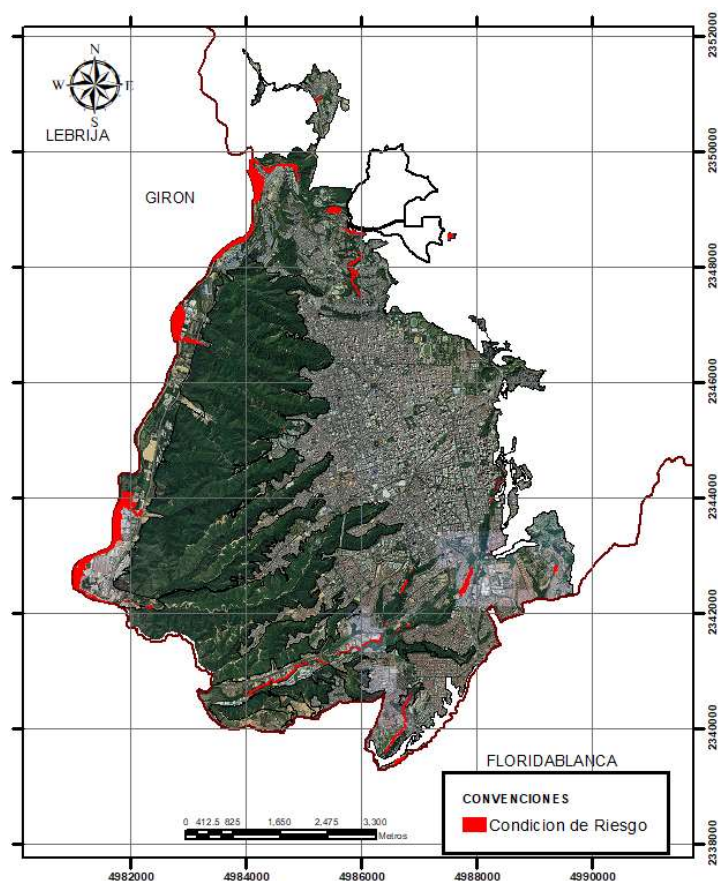 2352000
N
W E
S
LEBRIJA
2350000
GIRON
2348000
2346000
2344000
2342000
2340000
FLORIDABLANCA
CONVENCIONES
Condicion de Riesgo
0 412.5 825 1,650 2,475 3,300
Metros
2338000
4982000 4984000 4986000 4988000 4990000